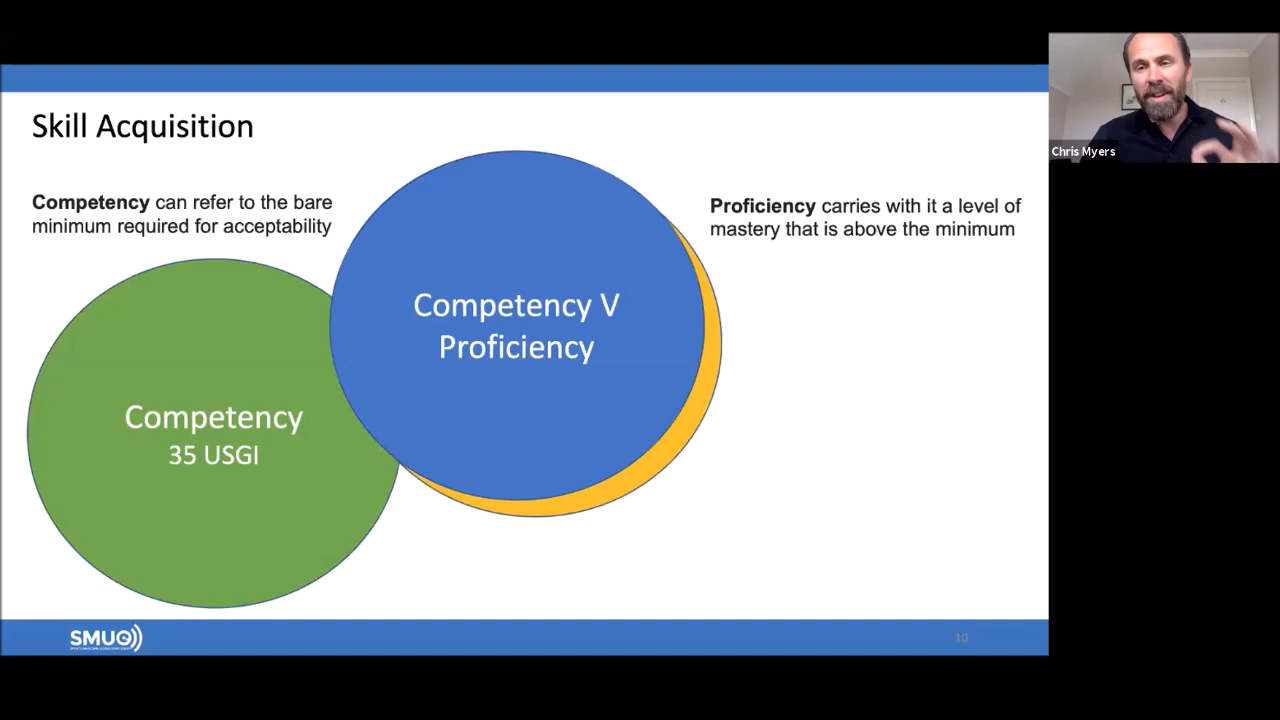 Skill Acquisition
Competency can refer to the bare
minimum required for acceptability
Proficiency carries with it a level of
mastery that is above the minimum
Competency V
Proficiency
Competency
35 USGI
Chris Myers
SMUG
10